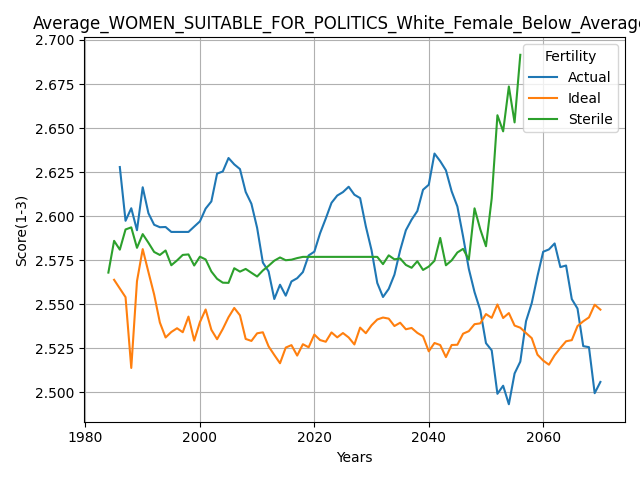 Average_WOMEN_SUITABLE_FOR_POLITICS_White_Female_Below_Average
Fertility
Actual
Ideal
Sterile
2.700
2.675
2.650
2.625
2.600
2.575
2.550
2.525
2.500
Score(1-3)
1980 2000 2020 2040 2060
Years